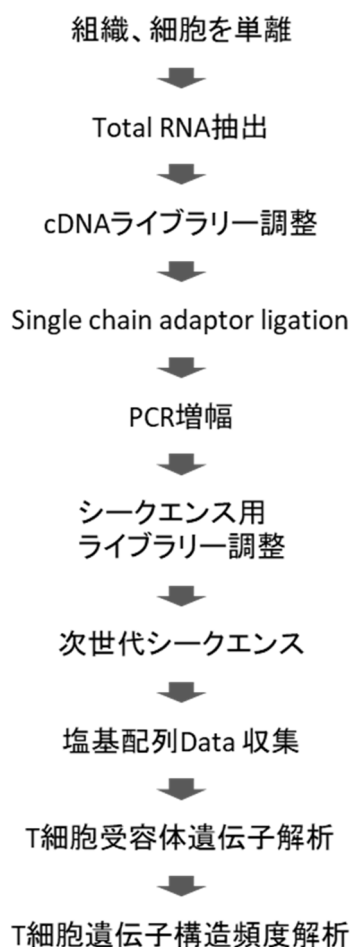 組織、細胞を単離
Total RNA抽出
cDNAライブラリー調整
Single chain adaptor ligation
PCR増幅
シークエンス用
ライブラリー調整
次世代シークエンス
塩基配列Data 収集
T細胞受容体遺伝子解析
T細胞遺伝子構造頻度解析